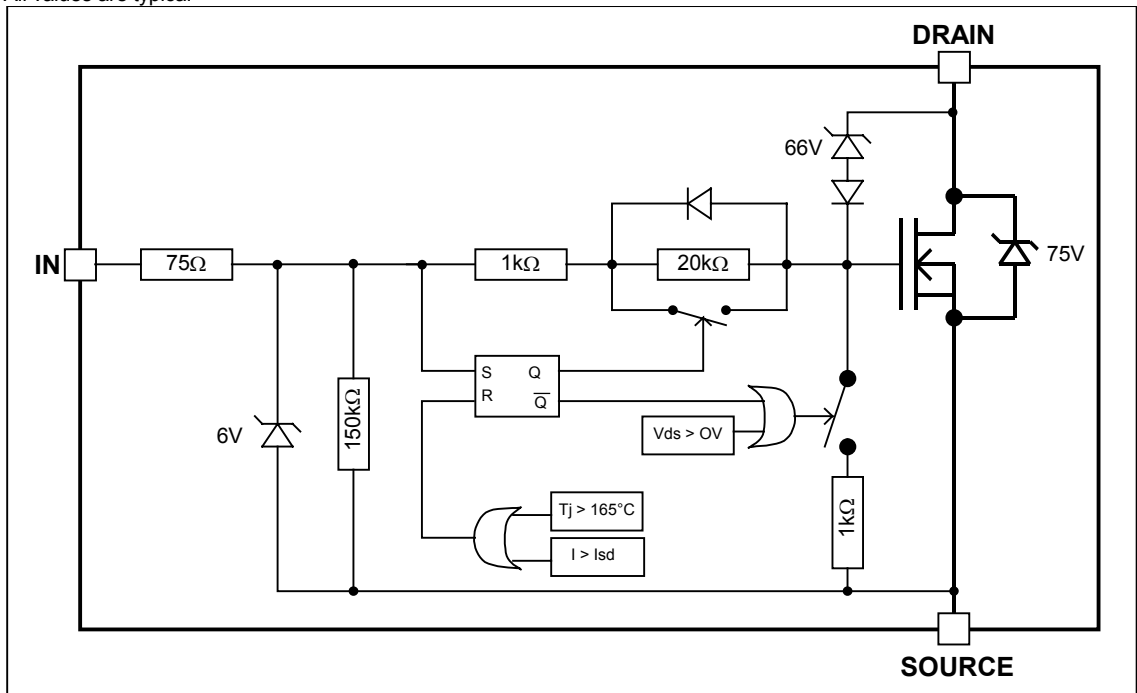 All values are typical
DRAIN
66V
75V
IN
75Ω
1kΩ
20kΩ
S
Q
R
Q̅
6V
150kΩ
Vds > OV
1kΩ
Tj > 165°C
I > Isd
SOURCE